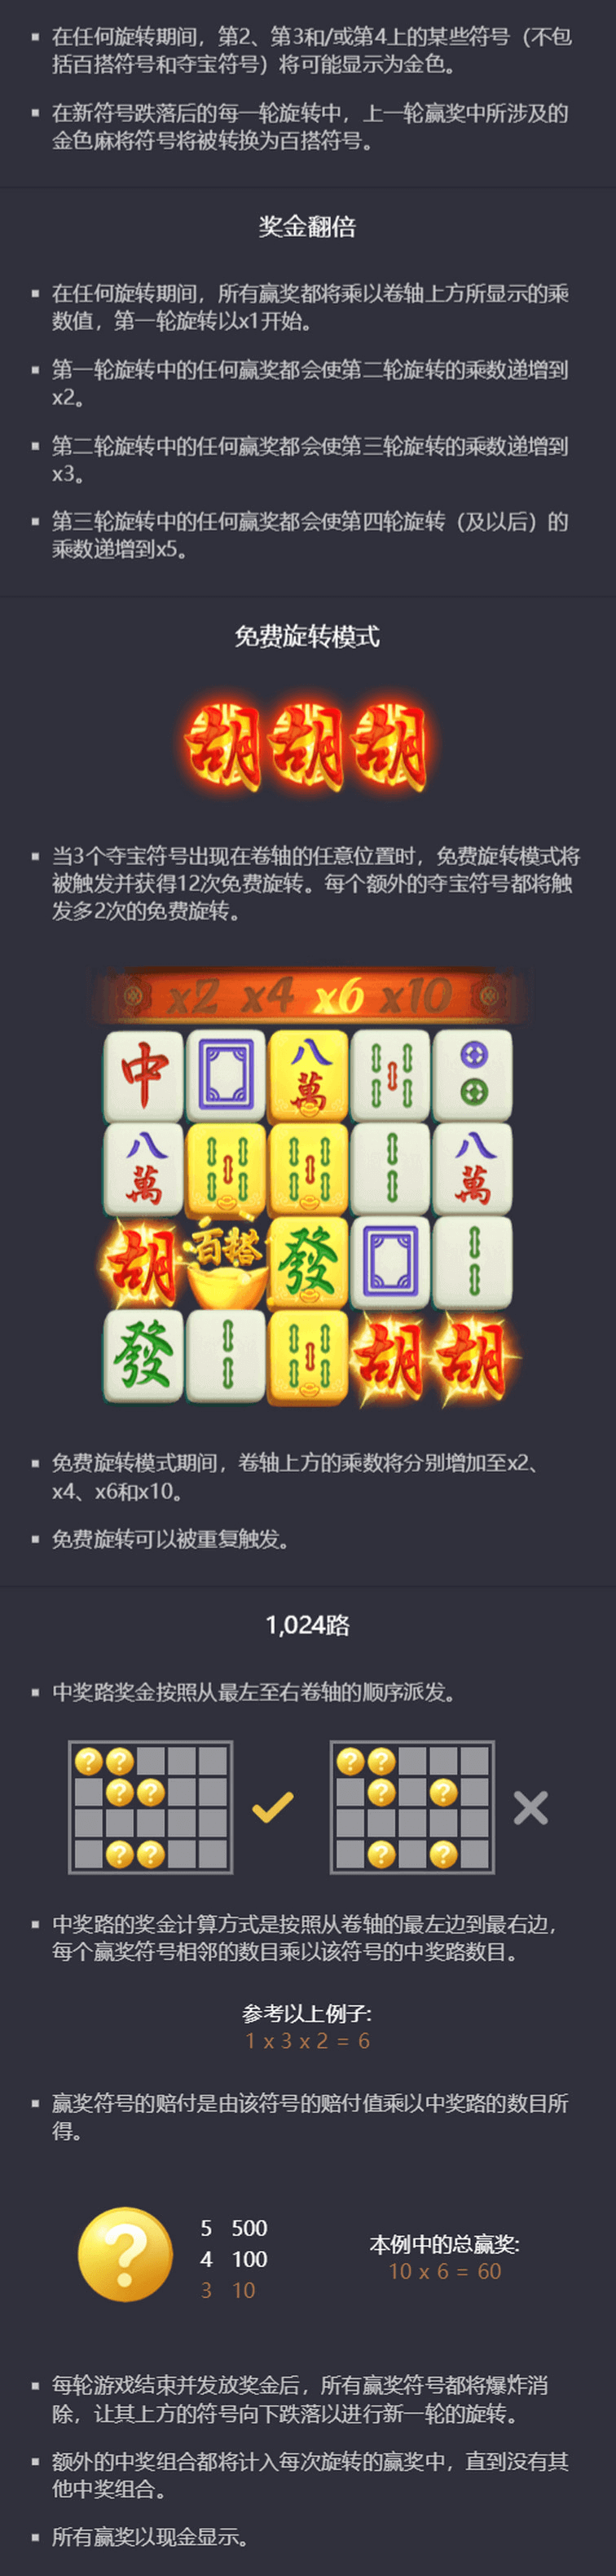 在任何旋转期间，第2、第3和/或第4上的某些符号（不包
括百搭符号和夺宝符号）将可能显示为金色。
在新符号跌落后的每一轮旋转中，上一轮赢奖中所涉及的
金色麻将符号将被转换为百搭符号。
奖金翻倍
在任何旋转期间，所有赢奖都将乘以卷轴上方所显示的乘
数值，第一轮旋转以x1开始。
第一轮旋转中的任何赢奖都会使第二轮旋转的乘数递增到
x2。
第二轮旋转中的任何赢奖都会使第三轮旋转的乘数递增到
x3。
第三轮旋转中的任何赢奖都会使第四轮旋转（及以后）的
乘数递增到x5。
免费旋转模式
胡 胡 胡
当3个夺宝符号出现在卷轴的任意位置时，免费旋转模式将
被触发并获得12次免费旋转。每个额外的夺宝符号都将触
发多2次的免费旋转。
x2 x4 x6 x10
中 八萬
八萬 八萬
胡 百搭 發
發 胡 胡
免费旋转模式期间，卷轴上方的乘数将分别增加至x2、
x4、x6和x10。
免费旋转可以被重复触发。
1,024路
中奖路奖金按照从最左至右卷轴的顺序派发。
? ? ? ?
? ? ? ?
? ? ? ?
中奖路的奖金计算方式是按照从卷轴的最左边到最右边，
每个赢奖符号相邻的数目乘以该符号的中奖路数目。
参考以上例子:
1 x 3 x 2 = 6
赢奖符号的赔付是由该符号的赔付值乘以中奖路的数目所
得。
?
5 500
4 100
3 10
本例中的总赢奖:
10 x 6 = 60
每轮游戏结束并发放奖金后，所有赢奖符号都将爆炸消
除，让其上方的符号向下跌落以进行新一轮的旋转。
额外的中奖组合都将计入每次旋转的赢奖中，直到没有其
他中奖组合。
所有赢奖以现金显示。